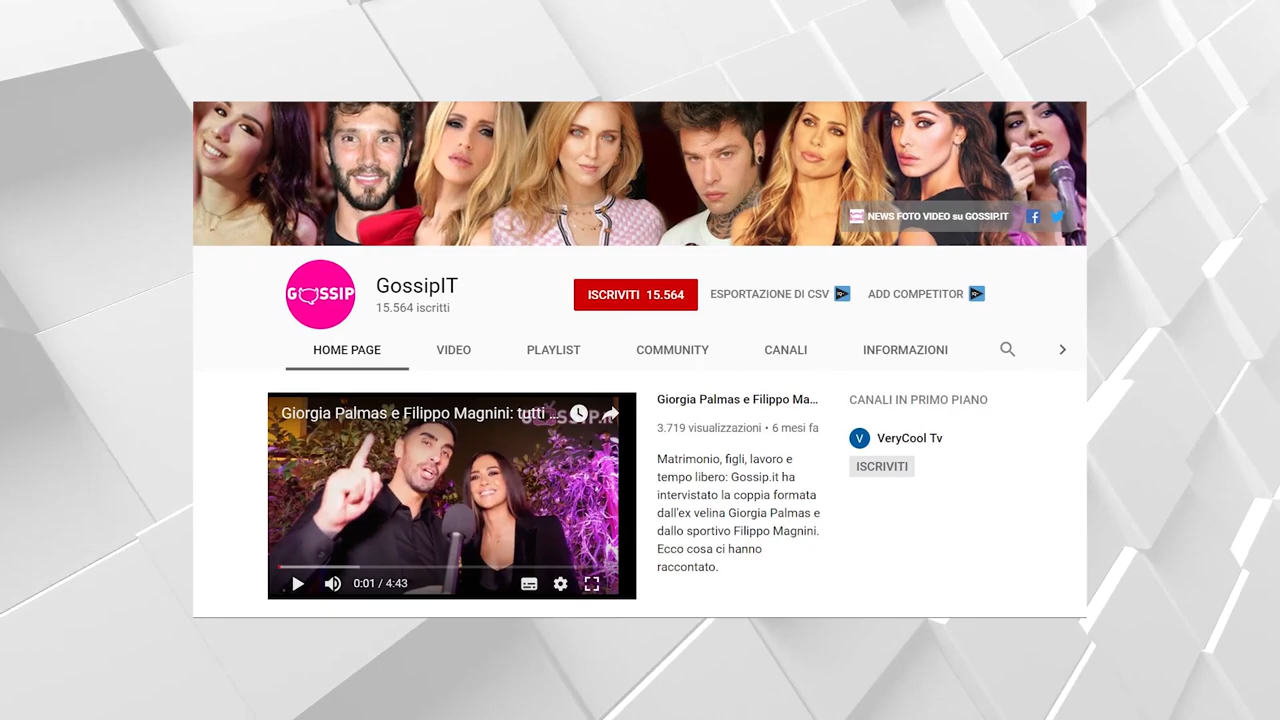 NEWS FOTO VIDEO su GOSSIP.IT
GOSSIP
GossipIT
15.564 iscritti
ISCRIVITI 15.564
ESPORTAZIONE DI CSV
ADD COMPETITOR
HOME PAGE
VIDEO
PLAYLIST
COMMUNITY
CANALI
INFORMAZIONI
Giorgia Palmas e Filippo Magnini: tutti ...
GOSSIP.it
0:01 / 4:43
Giorgia Palmas e Filippo Ma...
3.719 visualizzazioni • 6 mesi fa
Matrimonio, figli, lavoro e
tempo libero: Gossip.it ha
intervistato la coppia formata
dall'ex velina Giorgia Palmas e
dallo sportivo Filippo Magnini.
Ecco cosa ci hanno
raccontato.
CANALI IN PRIMO PIANO
V VeryCool Tv
ISCRIVITI